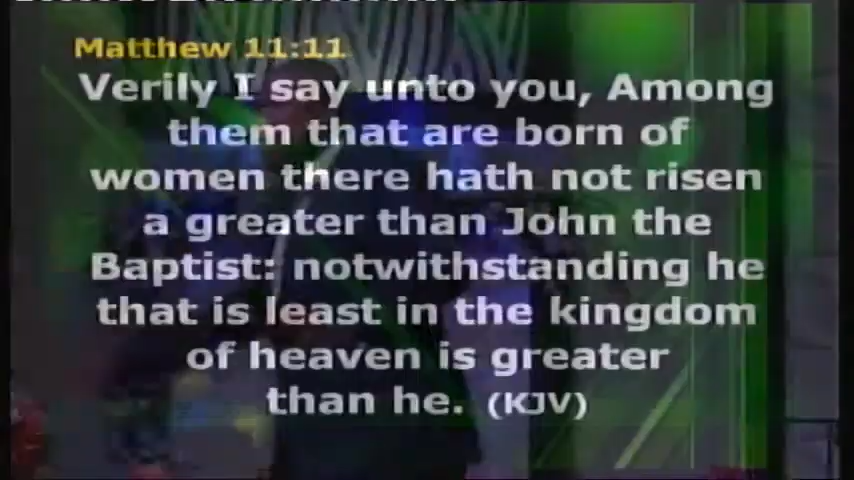 Matthew 11:11
Verily I say unto you, Among
them that are born of
women there hath not risen
a greater than John the
Baptist: notwithstanding he
that is least in the kingdom
of heaven is greater
than he. (KJV)